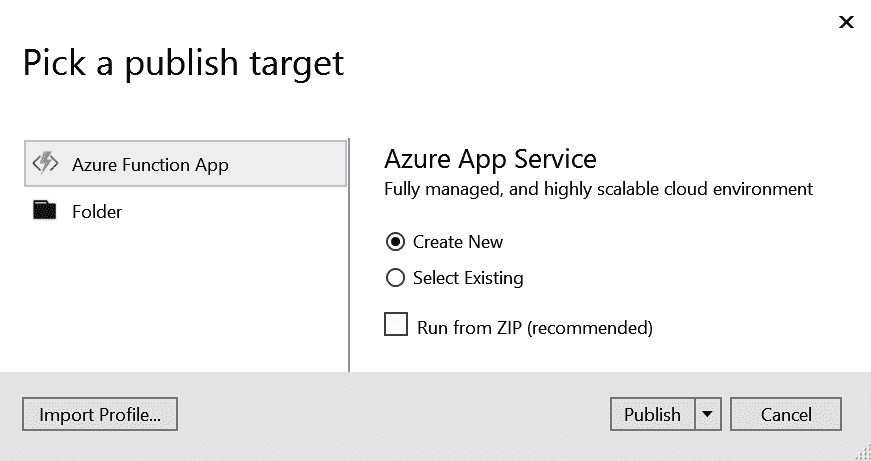 Pick a publish target
Azure Function App
Folder
Azure App Service
Fully managed, and highly scalable cloud environment
Create New
Select Existing
Run from ZIP (recommended)
Import Profile...
Publish
Cancel